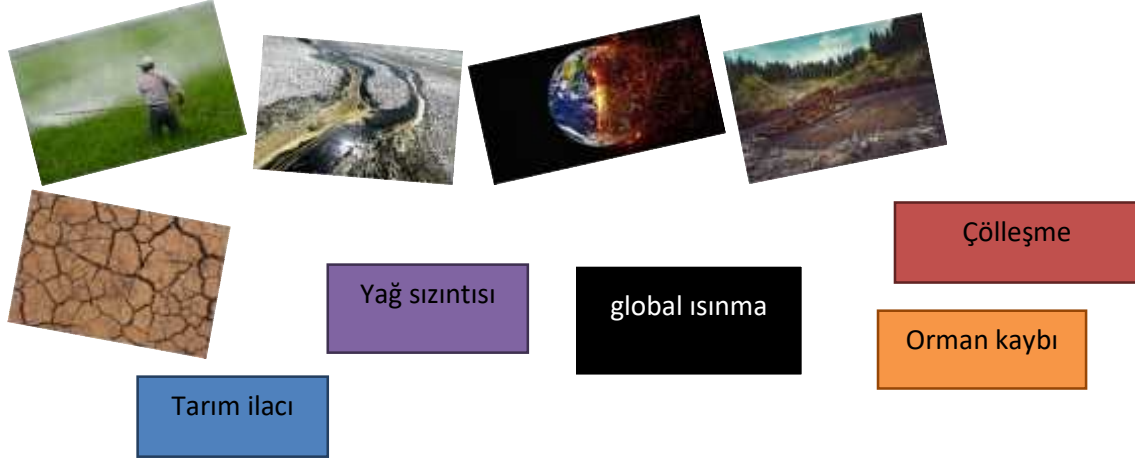 Çölleşme
Yağ sızıntısı
global ısınma
Orman kaybı
Tarım ilacı